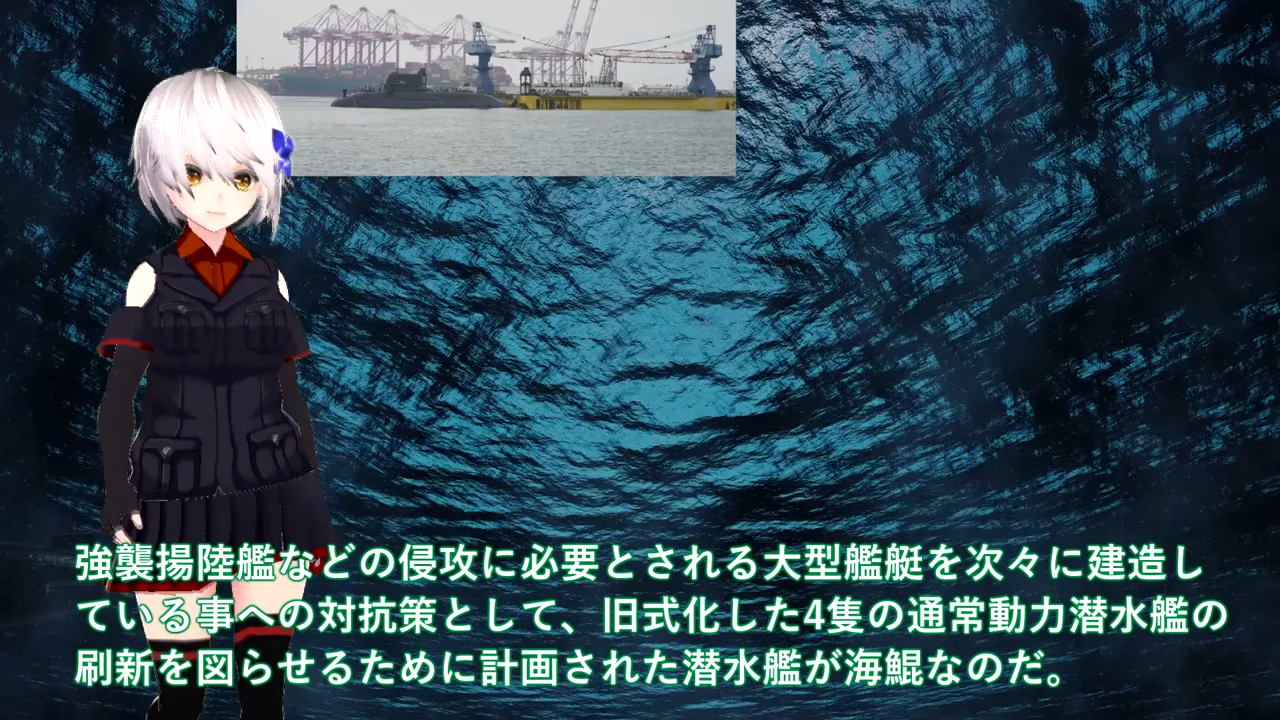 強襲揚陸艦などの侵攻に必要とされる大型艦艇を次々に建造し
ている事への対抗策として、旧式化した4隻の通常動力潜水艦の
刷新を図らせるために計画された潜水艦が海鯤なのだ。